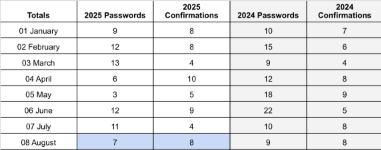 Totals 2025 Passwords 2025 Confirmations 2024 Passwords 2024 Confirmations
01 January 9 8 10 7
02 February 12 8 15 6
03 March 13 4 9 4
04 April 6 10 12 8
05 May 3 5 18 9
06 June 12 9 22 5
07 July 11 4 10 8
08 August 7 8 9 8